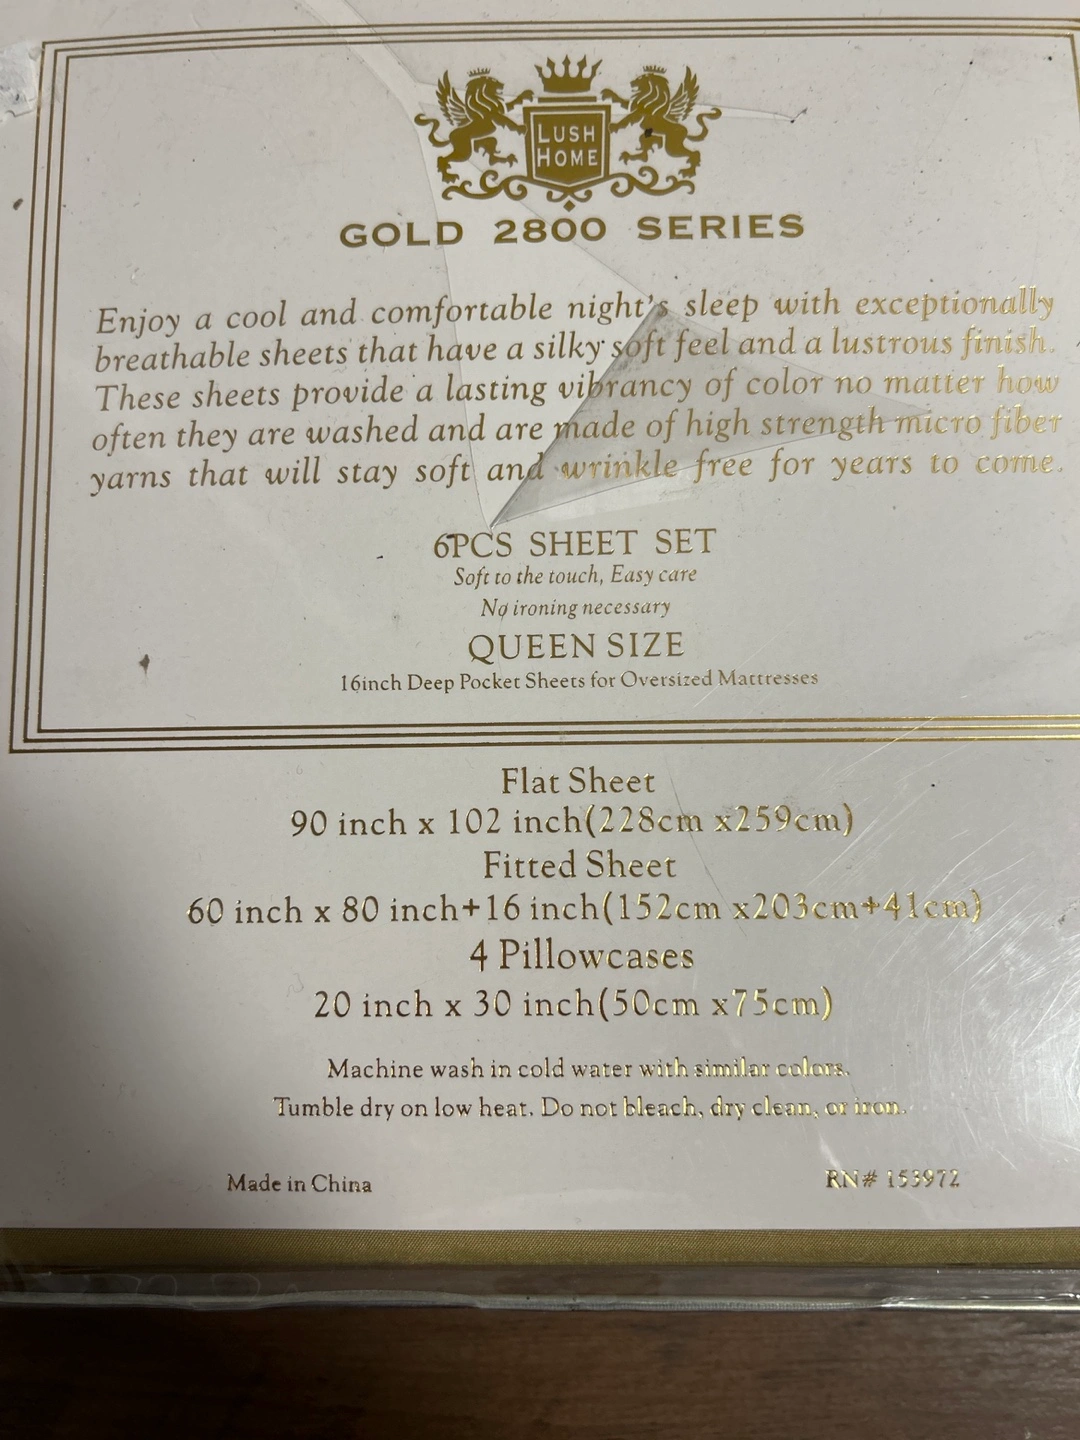 LUSH
HOME
GOLD 2800 SERIES
Enjoy a cool and comfortable night's sleep with exceptionally
breathable sheets that have a silky soft feel and a lustrous finish.
These sheets provide a lasting vibrancy of color no matter how
often they are washed and are made of high strength micro fiber
yarns that will stay soft and wrinkle free for years to come.
6PCS SHEET SET
Soft to the touch, Easy care
No ironing necessary
QUEEN SIZE
16inch Deep Pocket Sheets for Oversized Mattresses
Flat Sheet
90 inch x 102 inch(228cm x259cm)
Fitted Sheet
60 inch x 80 inch+16 inch(152cm x203cm+41cm)
4 Pillowcases
20 inch x 30 inch(50cm x75cm)
Machine wash in cold water with similar colors.
Tumble dry on low heat. Do not bleach, dry clean, or iron.
Made in China
RN# 153972